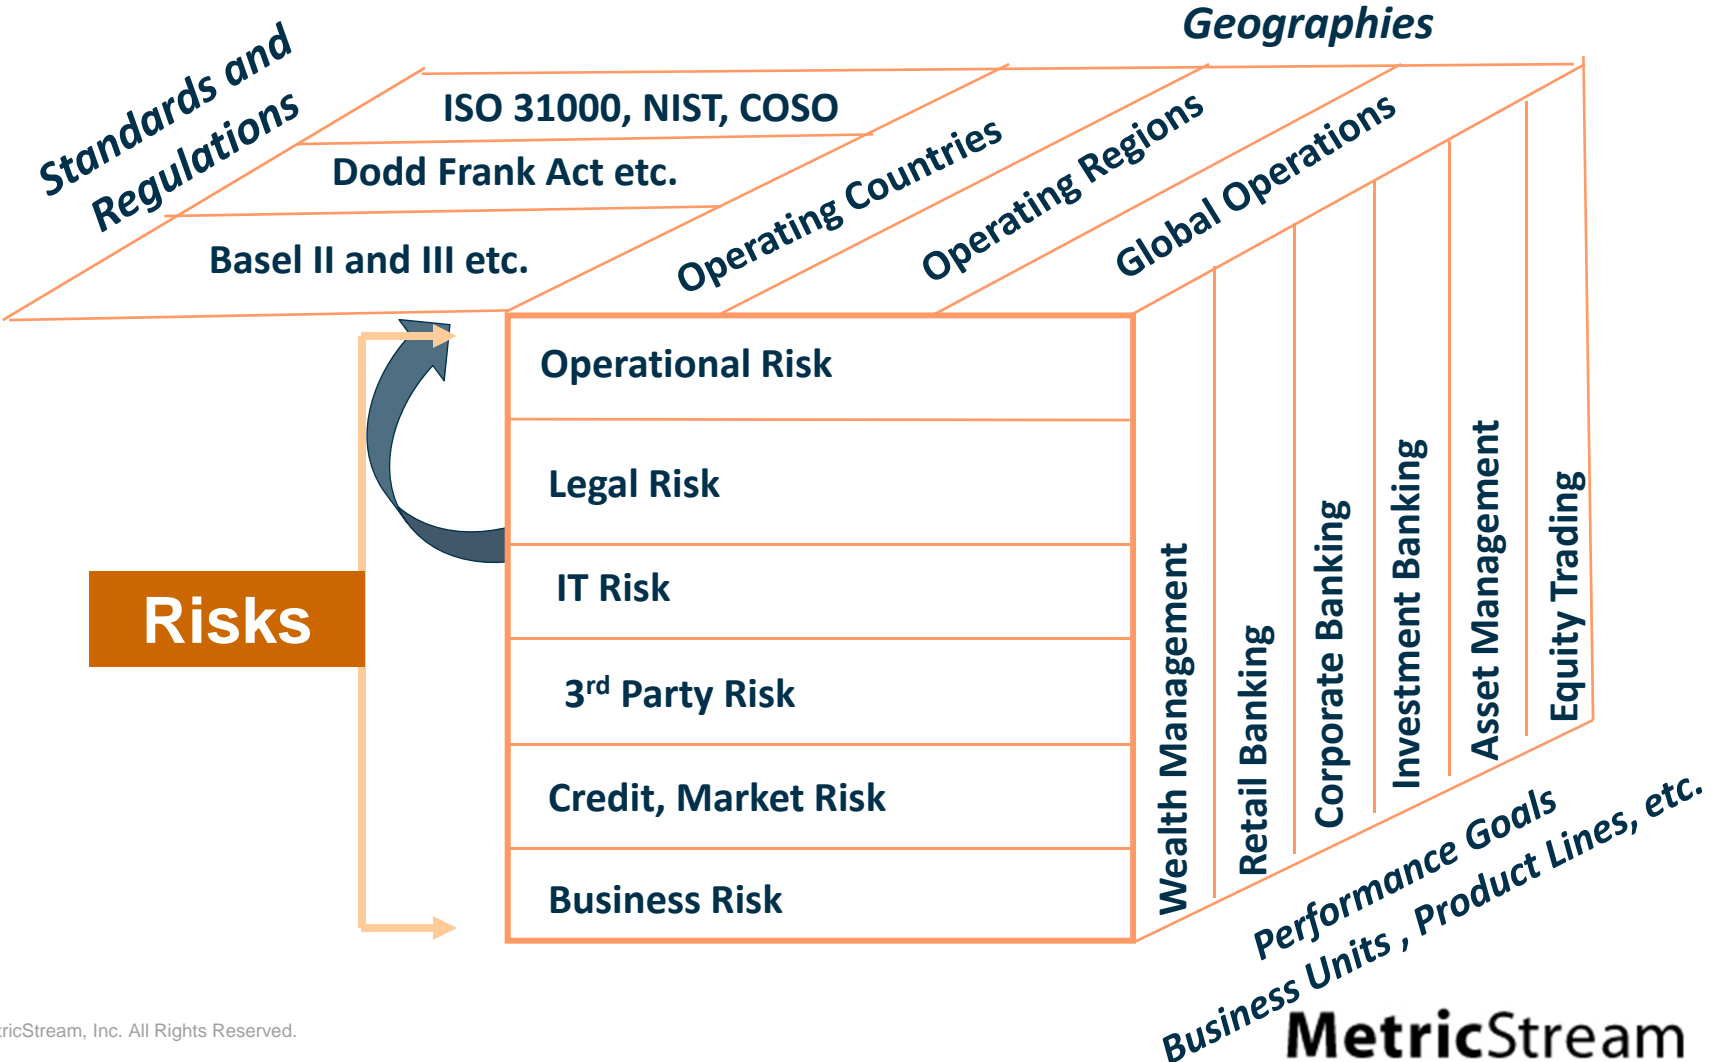 Geographies
Standards and
Regulations
ISO 31000, NIST, COSO
Dodd Frank Act etc.
Basel II and III etc.
Operating Countries
Operating Regions
Global Operations
Operational Risk
Legal Risk
IT Risk
3rd Party Risk
Credit, Market Risk
Business Risk
Risks
Wealth Management
Retail Banking
Corporate Banking
Investment Banking
Asset Management
Equity Trading
Performance Goals
Business Units , Product Lines, etc.
tricStream, Inc. All Rights Reserved.
MetricStream